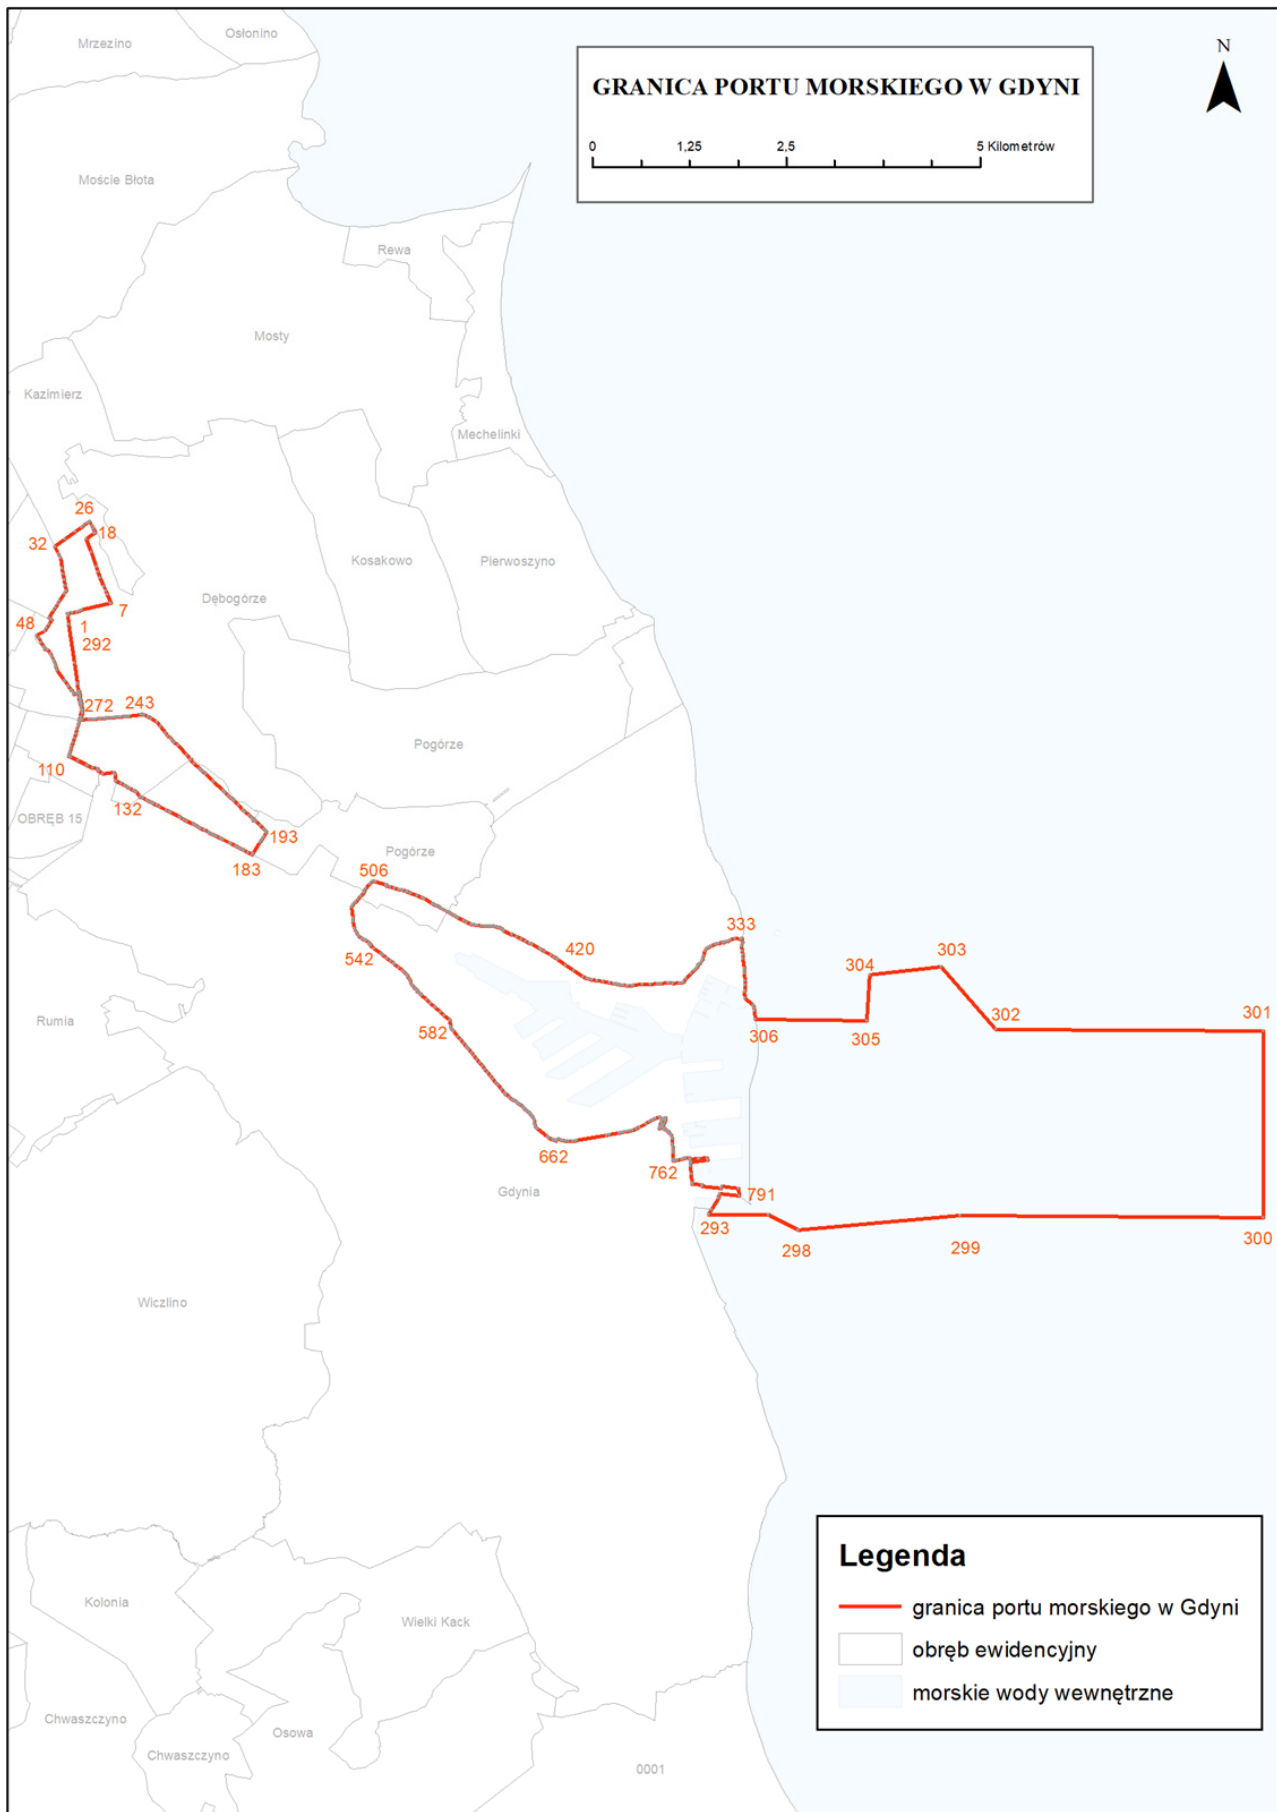 Mrzezino
Osłonino
N
GRANICA PORTU MORSKIEGO W GDYNI
0 1,25 2,5 5 Kilometrów
Moście Błota
Rewa
Mosty
Kazimierz
Mechelinki
26
18
32
Kosakowo
Pierwoszyno
Dębogórze
7
48
1
292
272
243
Pogórze
110
132
OBRĘB 15
193
183
Pogórze
506
333
420
303
304
542
301
302
Rumia
582
306
305
662
762
Gdynia
791
293
298
299
300
Wiczlino
Legenda
granica portu morskiego w Gdyni
obręb ewidencyjny
morskie wody wewnętrzne
Kolonia
Wielki Kack
Chwaszczyno
Osowa
Chwaszczyno
0001